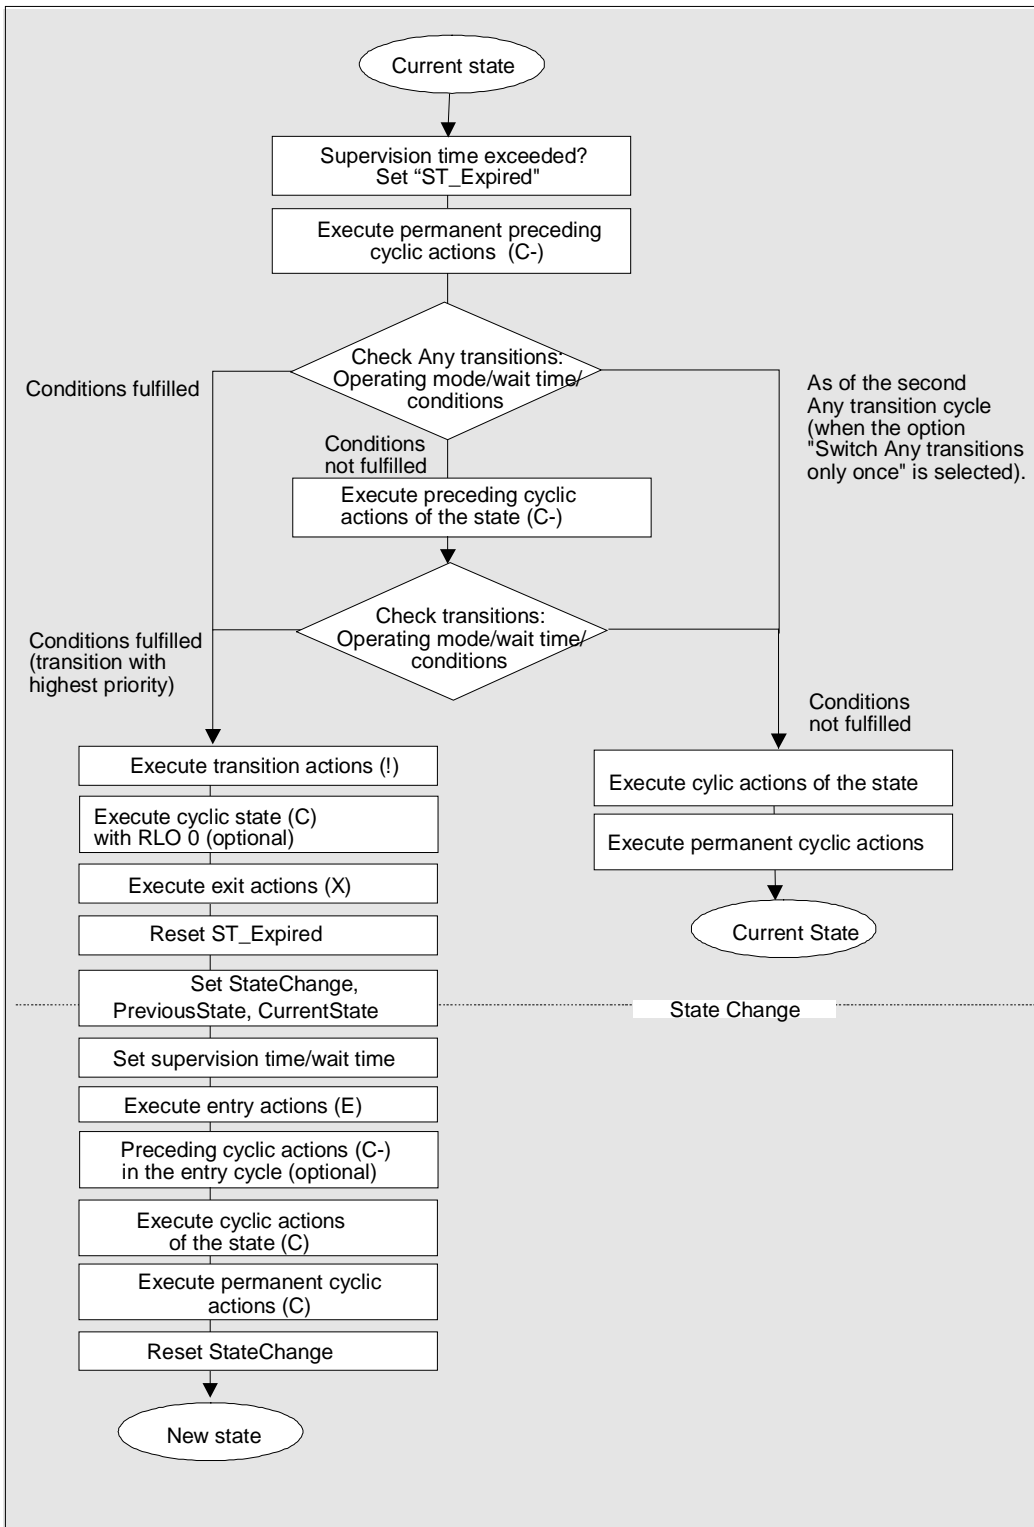 Current state
Supervision time exceeded?
Set “ST_Expired"
Execute permanent preceding
cyclic actions (C-)
Check Any transitions:
Operating mode/wait time/
conditions
Conditions fulfilled
As of the second
Any transition cycle
(when the option
"Switch Any transitions
only once" is selected).
Conditions
not fulfilled
Execute preceding cyclic
actions of the state (C-)
Check transitions:
Operating mode/wait time/
conditions
Conditions fulfilled
(transition with
highest priority)
Conditions
not fulfilled
Execute transition actions (!)
Execute cyclic state (C)
with RLO 0 (optional)
Execute exit actions (X)
Reset ST_Expired
Set StateChange,
PreviousState, CurrentState
Execute cylic actions of the state
Execute permanent cyclic actions
Current State
State Change
Set supervision time/wait time
Execute entry actions (E)
Preceding cyclic actions (C-)
in the entry cycle (optional)
Execute cyclic actions
of the state (C)
Execute permanent cyclic
actions (C)
Reset StateChange
New state